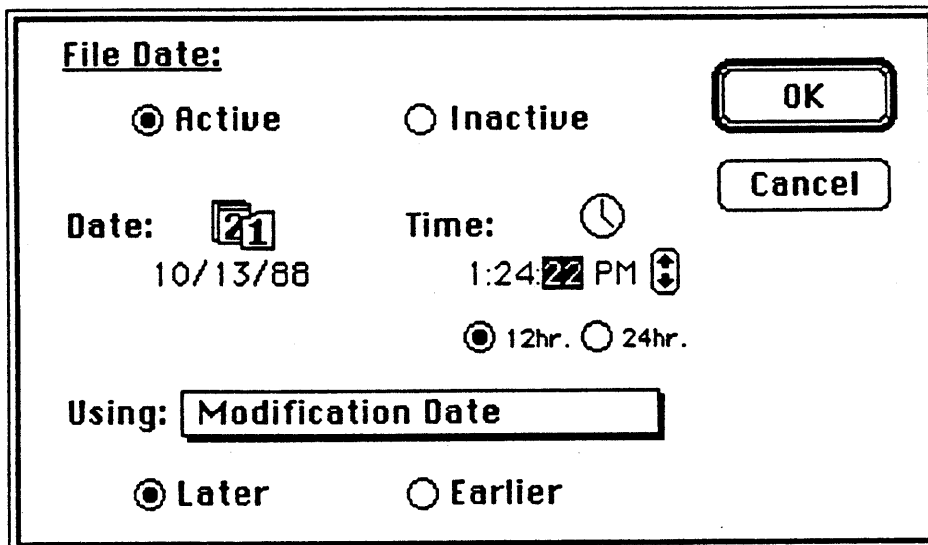 File Date:
Active Inactive
OK
Cancel
Date: 21 Time:
10/13/88 1:24:22 PM
12hr. 24hr.
Using: Modification Date
Later Earlier